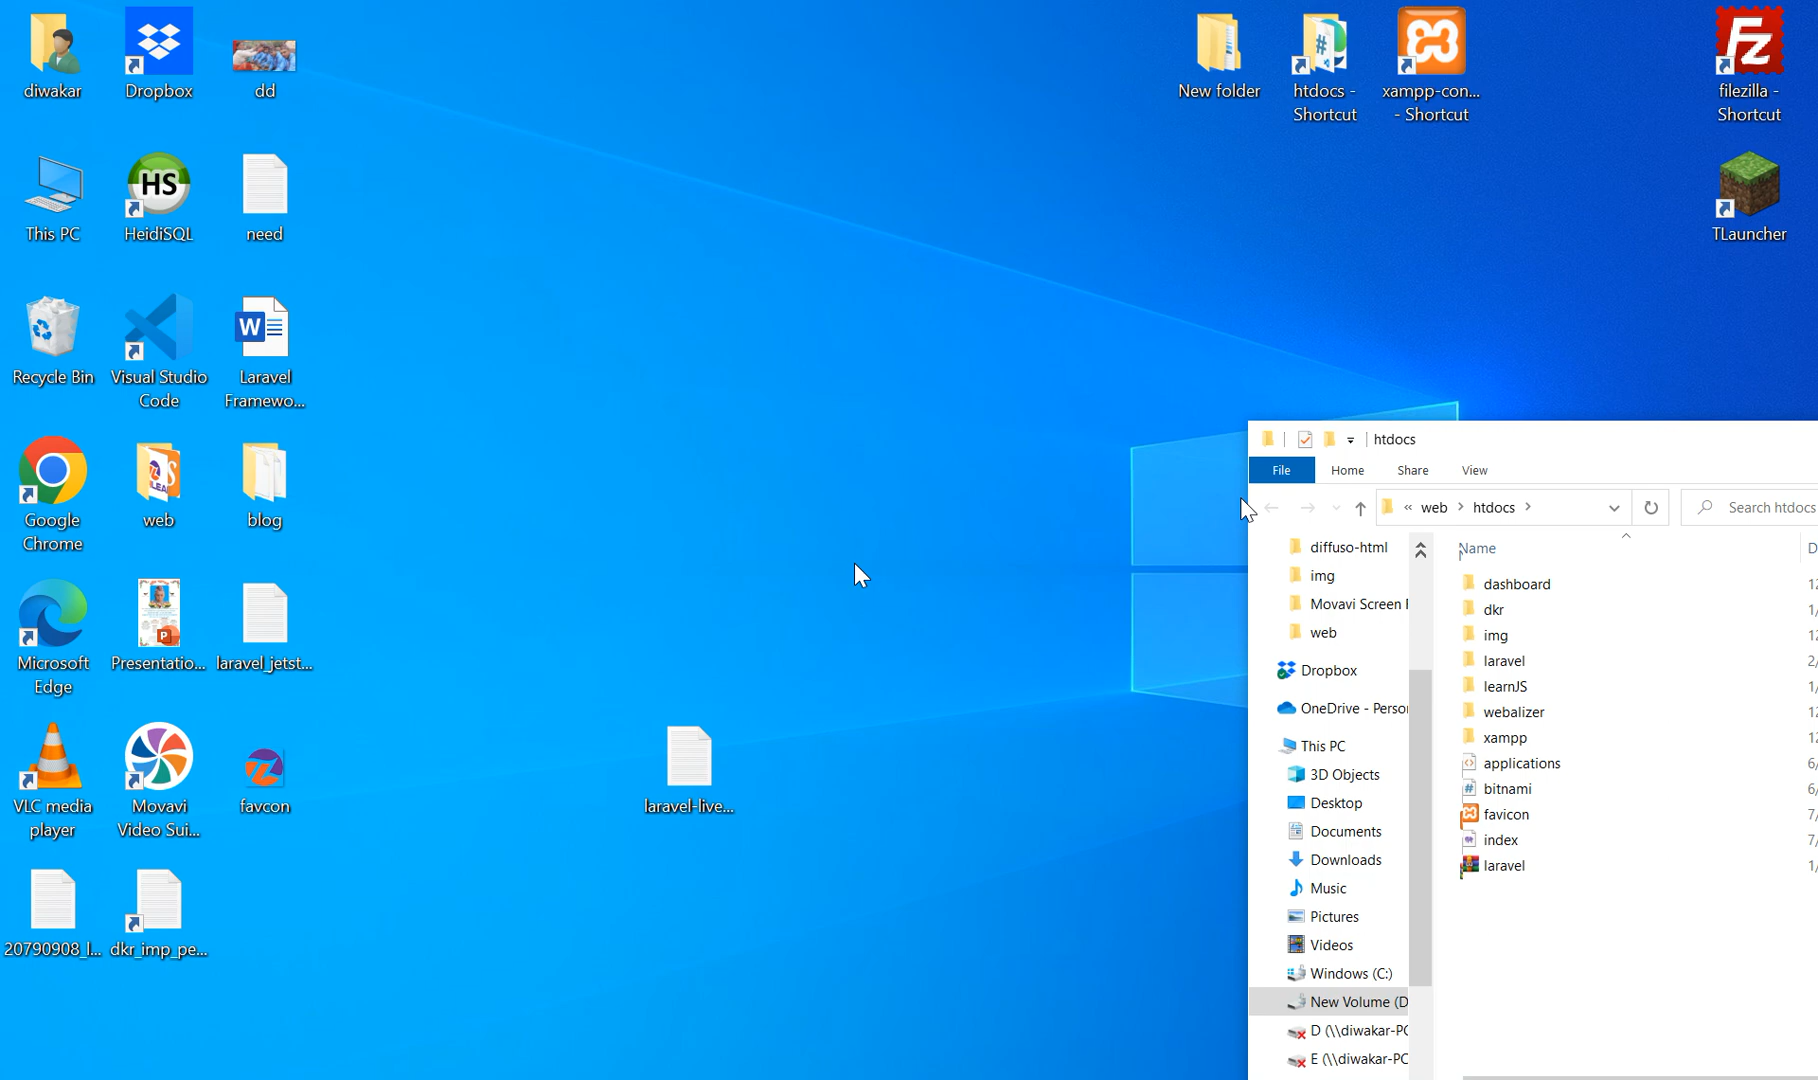 diwakar
Dropbox
dd
New folder
htdocs -
Shortcut
xampp-con...
- Shortcut
filezilla -
Shortcut
This PC
HS
HeidiSQL
need
TLauncher
Recycle Bin
Visual Studio
Code
W
Laravel
Framewo...
Google
Chrome
web
blog
Microsoft
Edge
P
Presentatio...
laravel_jetst...
VLC media
player
Movavi
Video Sui...
favcon
laravel-live...
20790908_l...
dkr_imp_pe...
htdocs
File
Home
Share
View
« web > htdocs >
Search htdocs
diffuso-html
img
Movavi Screen
web
Dropbox
OneDrive - Perso
This PC
3D Objects
Desktop
Documents
Downloads
Music
Pictures
Videos
Windows (C:)
New Volume (D
D (\\diwakar-PC
E (\\diwakar-PC
Name
dashboard
dkr
img
laravel
learnJS
webalizer
xampp
applications
bitnami
favicon
index
laravel